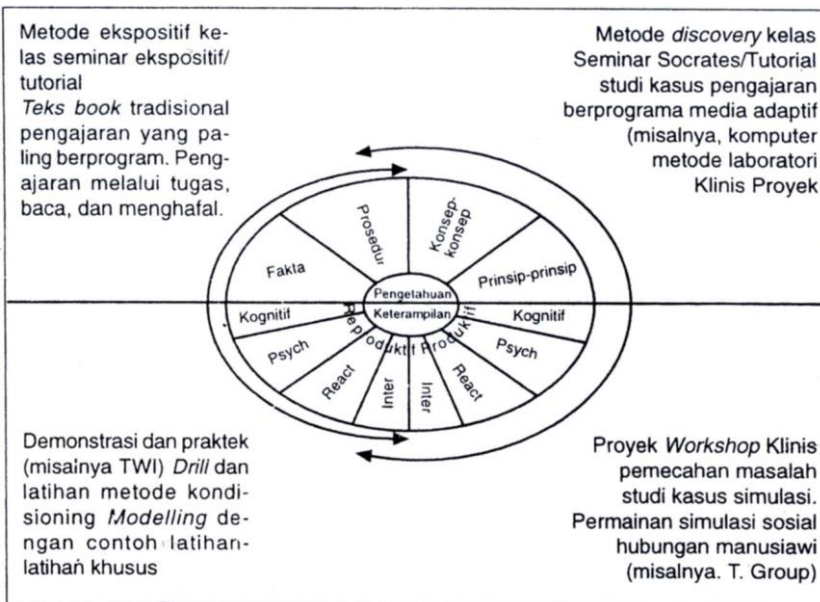 Metode ekspositif ke-
las seminar ekspositif/
tutorial
Teks book tradisional
pengajaran yang pa-
ling berprogram. Peng-
ajaran melalui tugas,
baca, dan menghafal.
Metode discovery kelas
Seminar Socrates/Tutorial
studi kasus pengajaran
berprograma media adaptif
(misalnya, komputer
metode laboratori
Klinis Proyek
Prosedur
Konsep-
konsep
Fakta
Prinsip-prinsip
Pengetahuan
Keterampilan
Kognitif
Reproduktif
Produktif
Kognitif
Psych
Psych
React
Inter
Inter
React
Demonstrasi dan praktek
(misalnya TWI) Drill dan
latihan metode kondi-
sioning Modelling de-
ngan contoh latihan-
latihan khusus
Proyek Workshop Klinis
pemecahan masalah
studi kasus simulasi.
Permainan simulasi sosial
hubungan manusiawi
(misalnya. T. Group)